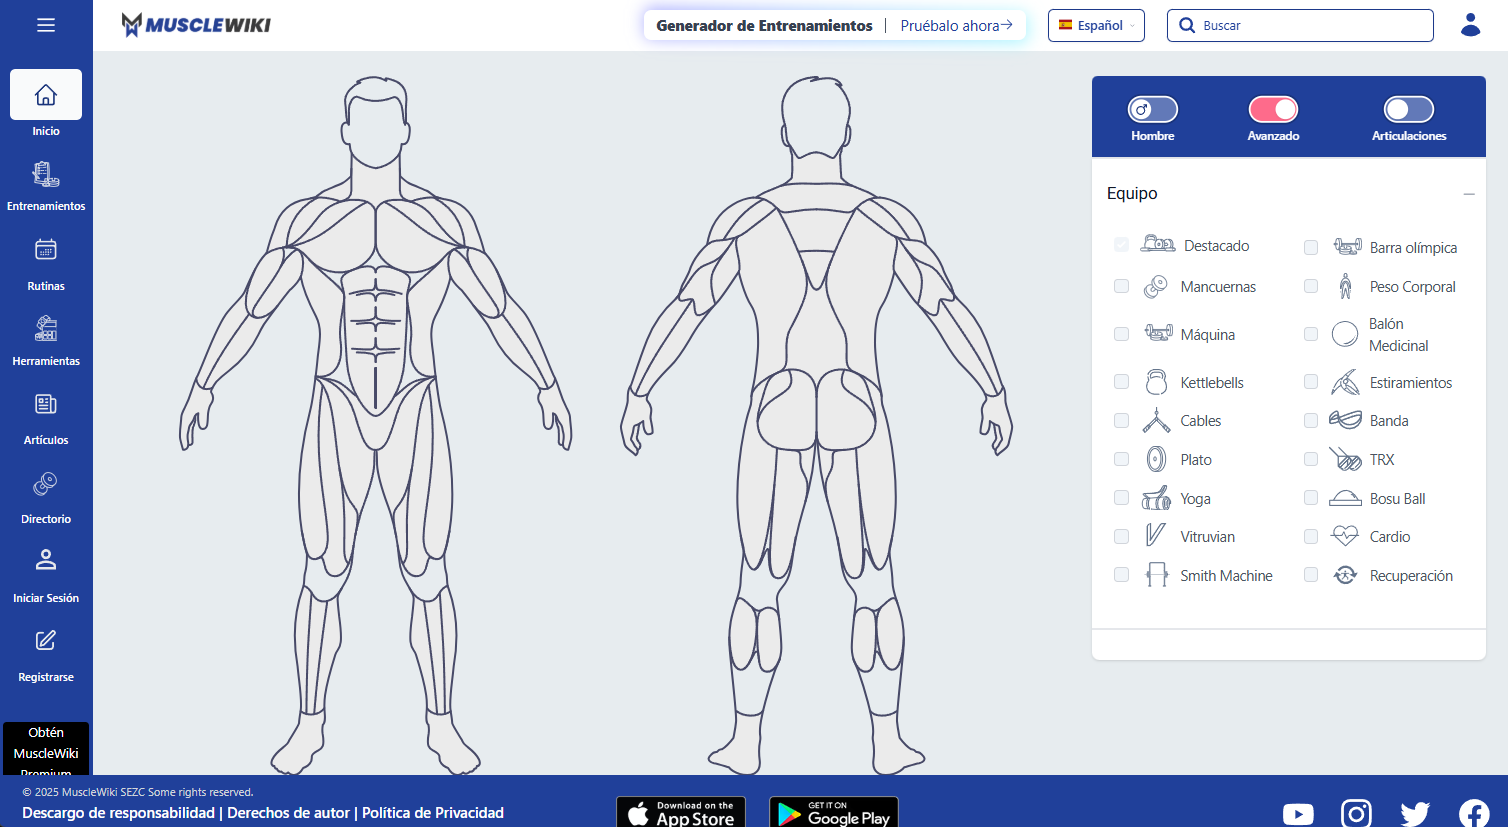 MUSCLEWIKI
Generador de Entrenamientos | Pruébalo ahora
Español
Buscar
Inicio
Entrenamientos
Rutinas
Herramientas
Artículos
Directorio
Iniciar Sesión
Registrarse
Obtén
MuscleWiki
Premium
Hombre
Avanzado
Articulaciones
Equipo
Destacado
Barra olímpica
Mancuernas
Peso Corporal
Máquina
Balón
Medicinal
Kettlebells
Estiramientos
Cables
Banda
Plato
TRX
Yoga
Bosu Ball
Vitruvian
Cardio
Smith Machine
Recuperación
© 2025 MuscleWiki SEZC Some rights reserved.
Descargo de responsabilidad | Derechos de autor | Política de Privacidad
Download on the
App Store
GET IT ON
Google Play